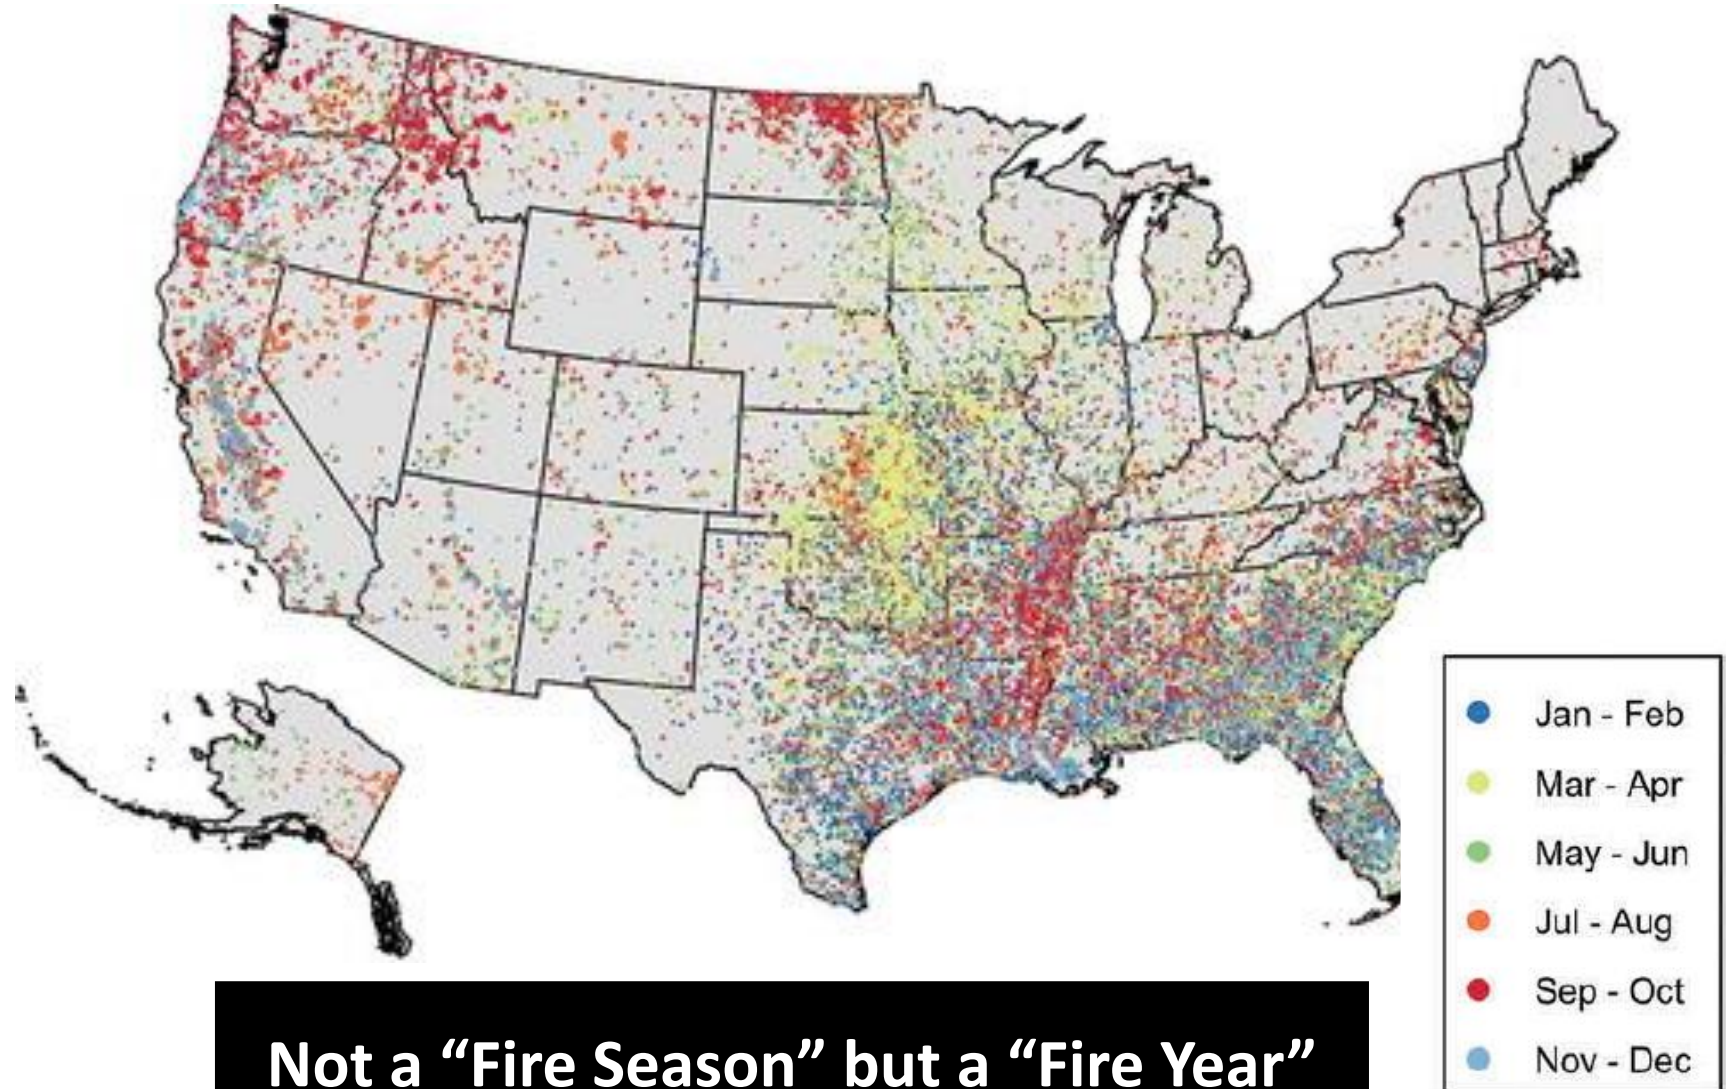 Jan - Feb
Mar - Apr
May - Jun
Jul - Aug
Sep - Oct
Nov - Dec
Not a “Fire Season” but a “Fire Year”